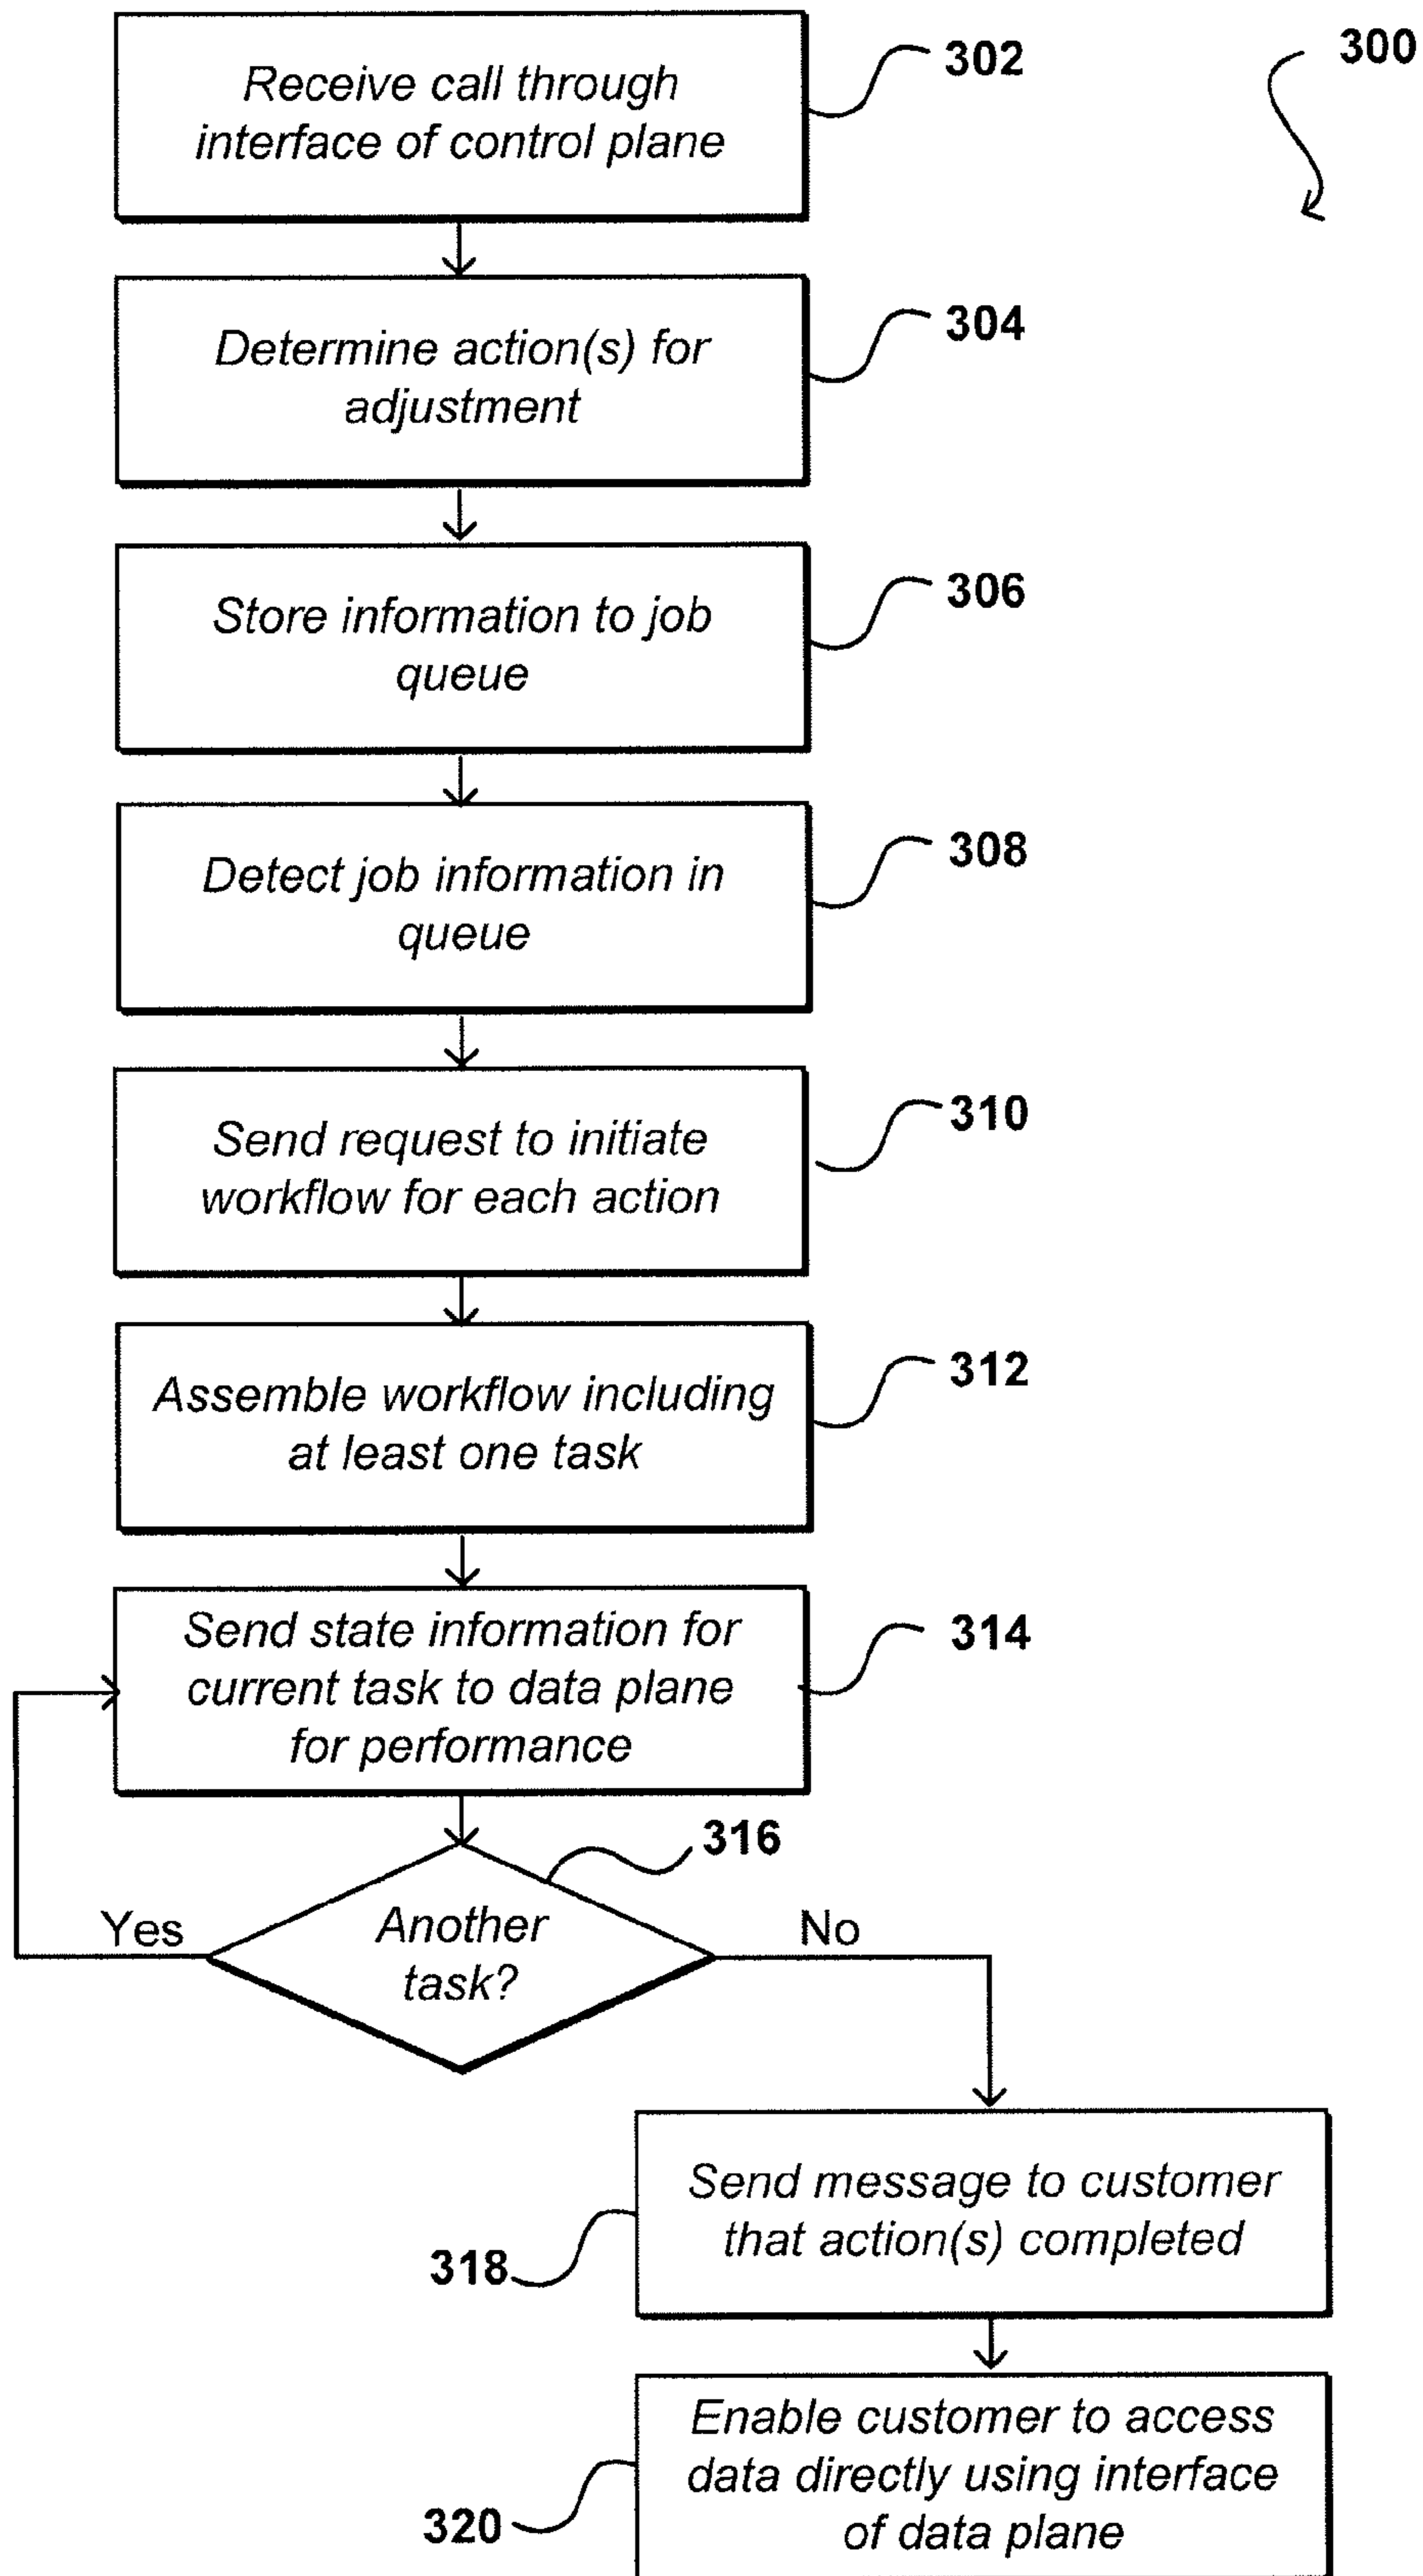 300
Receive call through
interface of control plane
302
Determine action(s) for
adjustment
304
Store information to job
queue
306
Detect job information in
queue
308
Send request to initiate
workflow for each action
310
Assemble workflow including
at least one task
312
Send state information for
current task to data plane
for performance
314
316
Another
task?
Yes
No
Send message to customer
that action(s) completed
318
Enable customer to access
data directly using interface
of data plane
320